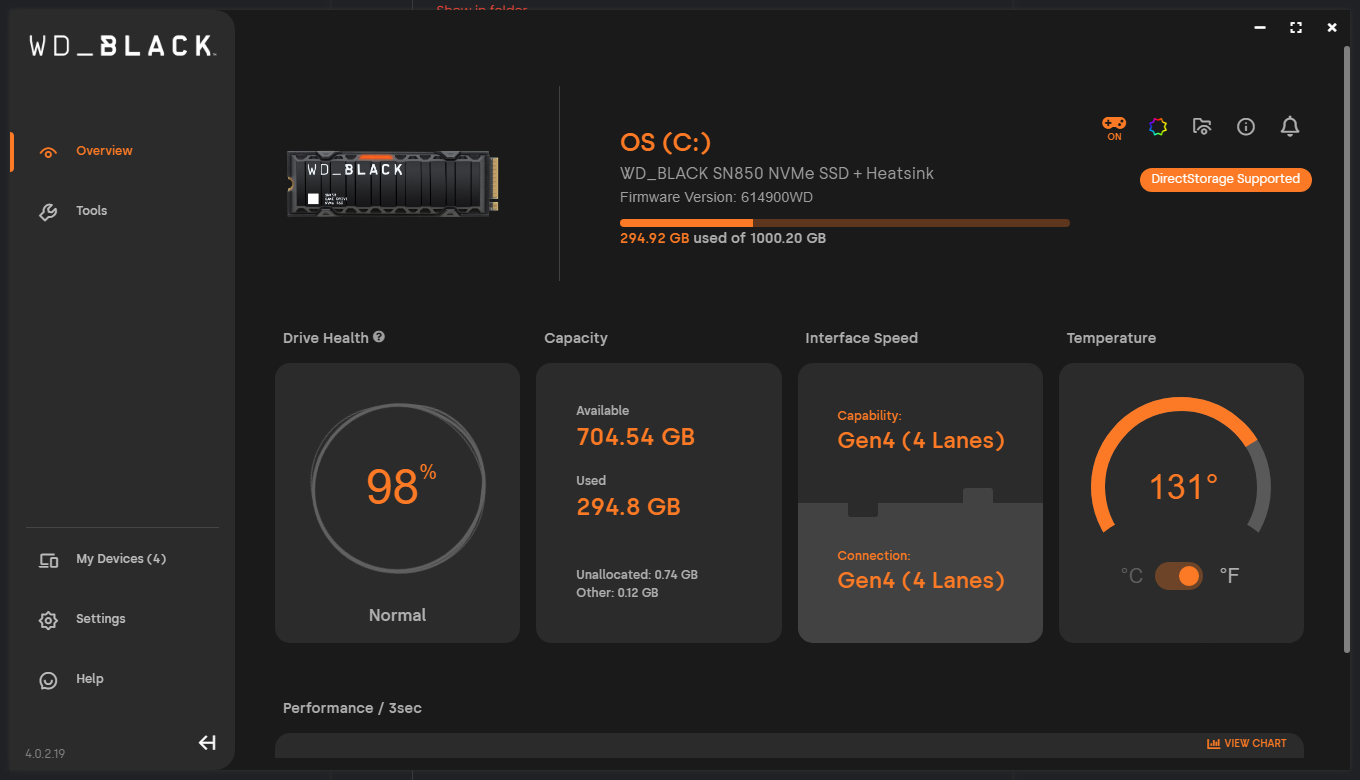 Show in folder
WD_BLACK
Overview
Tools
My Devices (4)
Settings
Help
4.0.2.19
WD_BLACK
OS (C:)
WD_BLACK SN850 NVMe SSD + Heatsink
Firmware Version: 614900WD
294.92 GB used of 1000.20 GB
ON
DirectStorage Supported
Drive Health
98%
Normal
Capacity
Available
704.54 GB
Used
294.8 GB
Unallocated: 0.74 GB
Other: 0.12 GB
Interface Speed
Capability:
Gen4 (4 Lanes)
Connection:
Gen4 (4 Lanes)
Temperature
131°
°C °F
Performance / 3sec
VIEW CHART